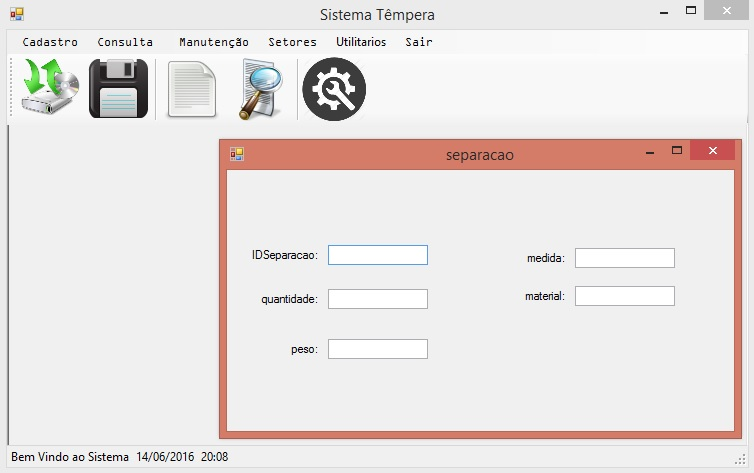 Sistema Têmpera
Cadastro Consulta Manutenção Setores Utilitarios Sair
separacao
IDSeparacao: medida:
quantidade: material:
peso:
Bem Vindo ao Sistema 14/06/2016 20:08